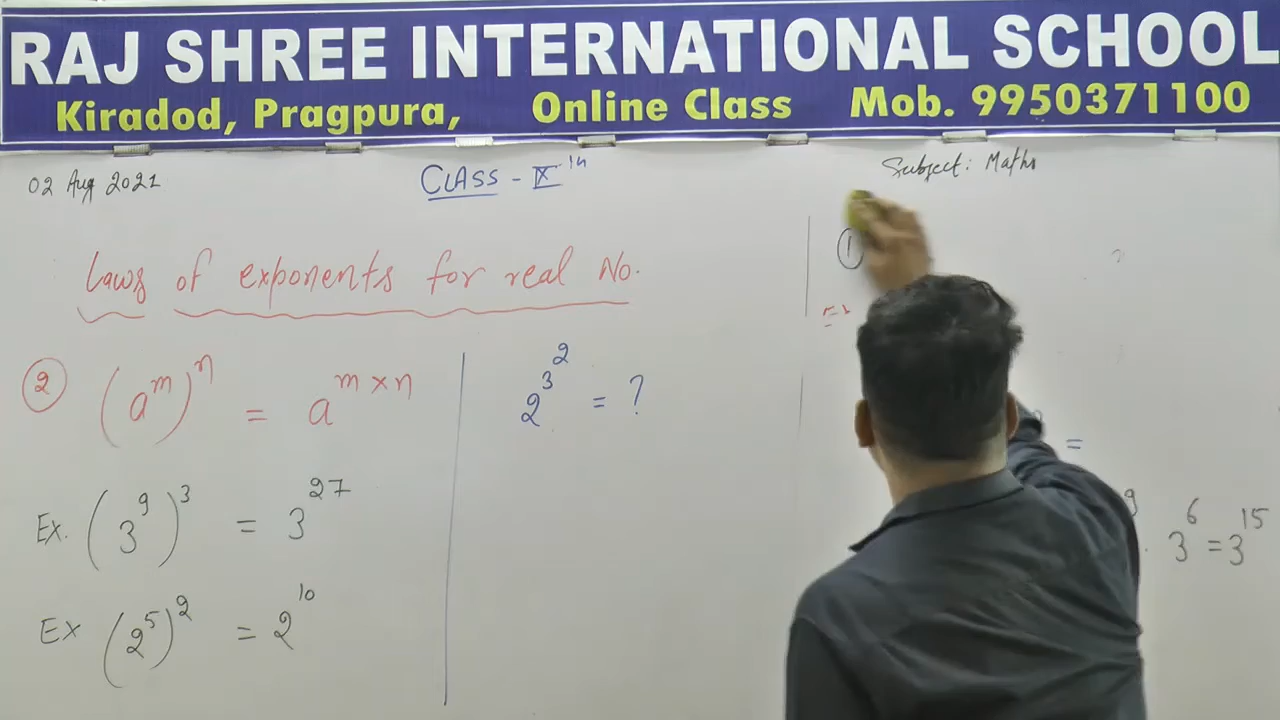 RAJ SHREE INTERNATIONAL SCHOOL
Kiradod, Pragpura, Online Class Mob. 9950371100
02 Aug 2021
CLASS - IX th
Subject: Maths
Laws of exponents for real No.
② (a^m)^n = a^(m×n)
2^3^2 = ?
Ex. (3^9)^3 = 3^27
Ex (2^5)^2 = 2^10
①
=
9 . 3^6 = 3^15